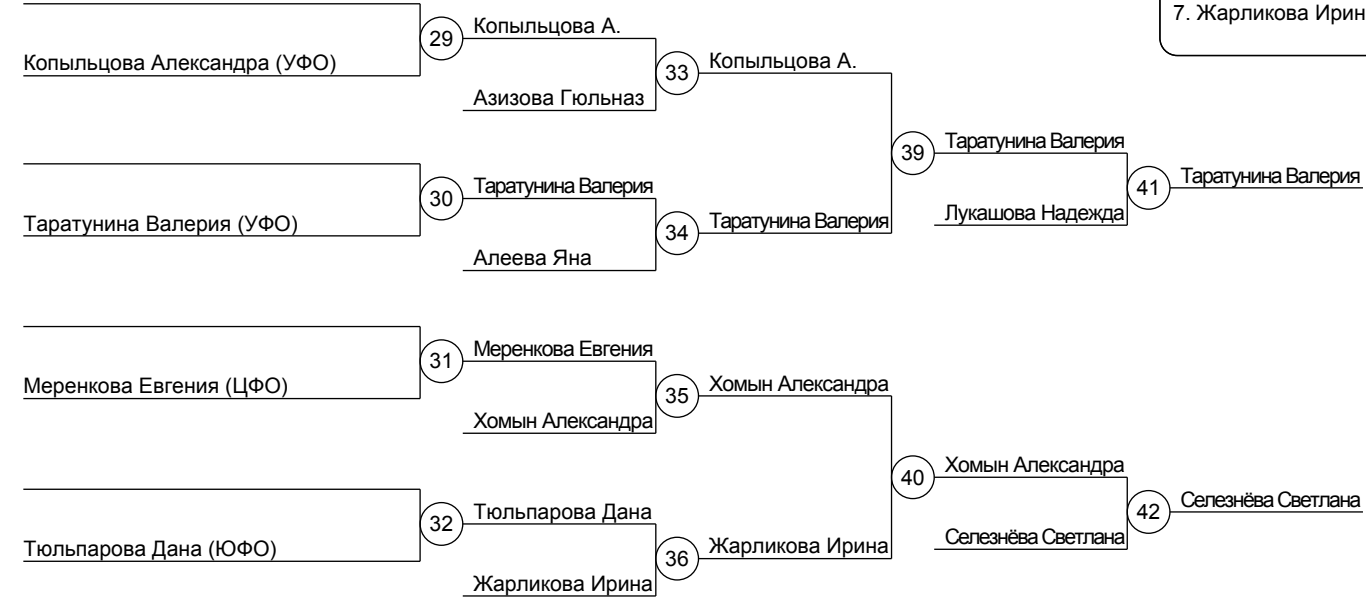 7. Жарликова Ирин
29
Копыльцова А.
Копыльцова Александра (УФО)
33
Копыльцова А.
Азизова Гюльназ
39
Таратунина Валерия
30
Таратунина Валерия
41
Таратунина Валерия
Таратунина Валерия (УФО)
34
Таратунина Валерия
Лукашова Надежда
Алеева Яна
31
Меренкова Евгения
Меренкова Евгения (ЦФО)
35
Хомын Александра
Хомын Александра
40
Хомын Александра
32
Тюльпарова Дана
42
Селезнёва Светлана
Тюльпарова Дана (ЮФО)
36
Жарликова Ирина
Селезнёва Светлана
Жарликова Ирина